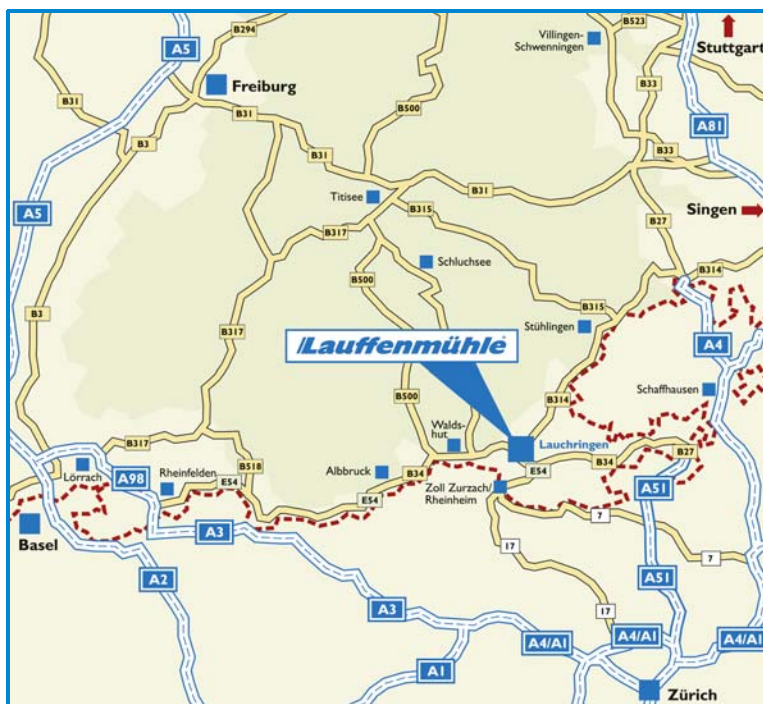 B294
B523
A5
Villingen-
Schwenningen
Stuttgart
Freiburg
B31
B500
B33
B3
B31
A81
B31
B33
Titisee
B31
A5
B315
Singen
B317
B27
Schluchsee
B314
B500
B3
B315
B317
Stühlingen
Lauffenmühle
A4
Schaffhausen
B500
B314
Walds-
hut
B317
Lauchringen
B27
Lörrach
Rheinfelden
B518
Albbruck
B34
B34
A98
E54
E54
Zoll Zurzach/
Rheinheim
A51
E54
Basel
A3
7
17
7
A2
A51
A3
17
A4/A1
A4/A1
A4/A1
A1
Zürich